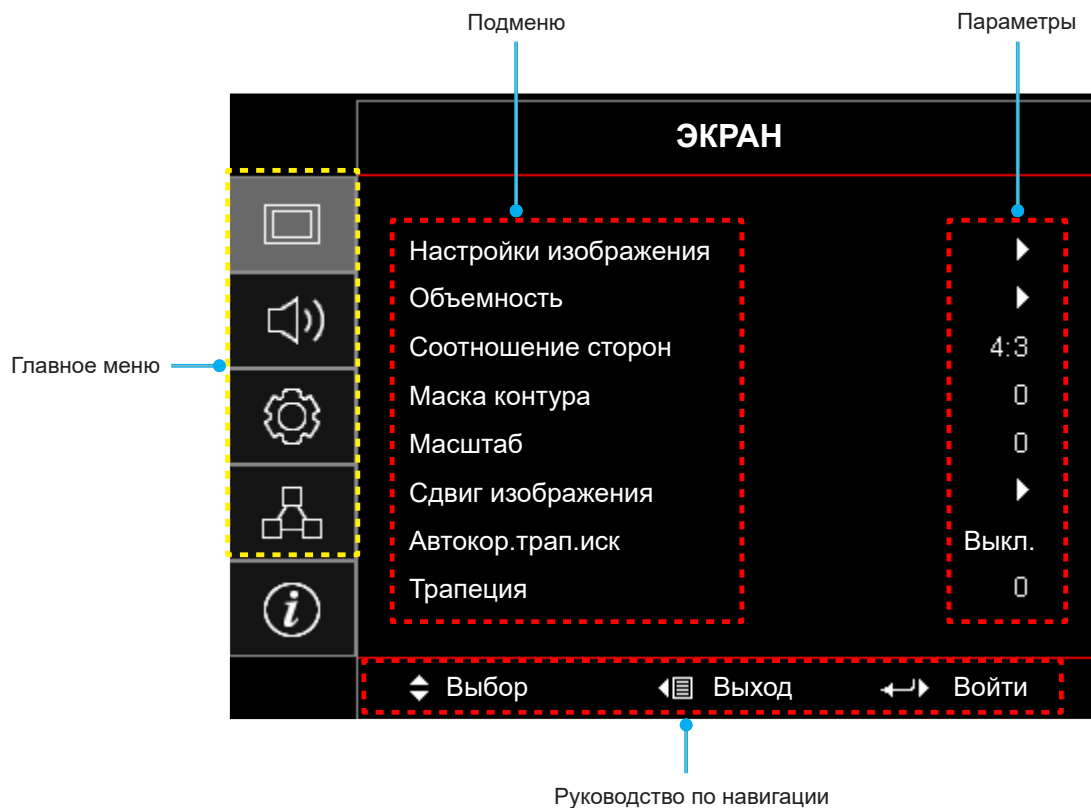 Подменю
Параметры
ЭКРАН
Главное меню
Настройки изображения
Объемность
Соотношение сторон 4:3
Маска контура 0
Масштаб 0
Сдвиг изображения
Автокор.трап.иск Выкл.
Трапеция 0
Выбор Выход Войти
Руководство по навигации